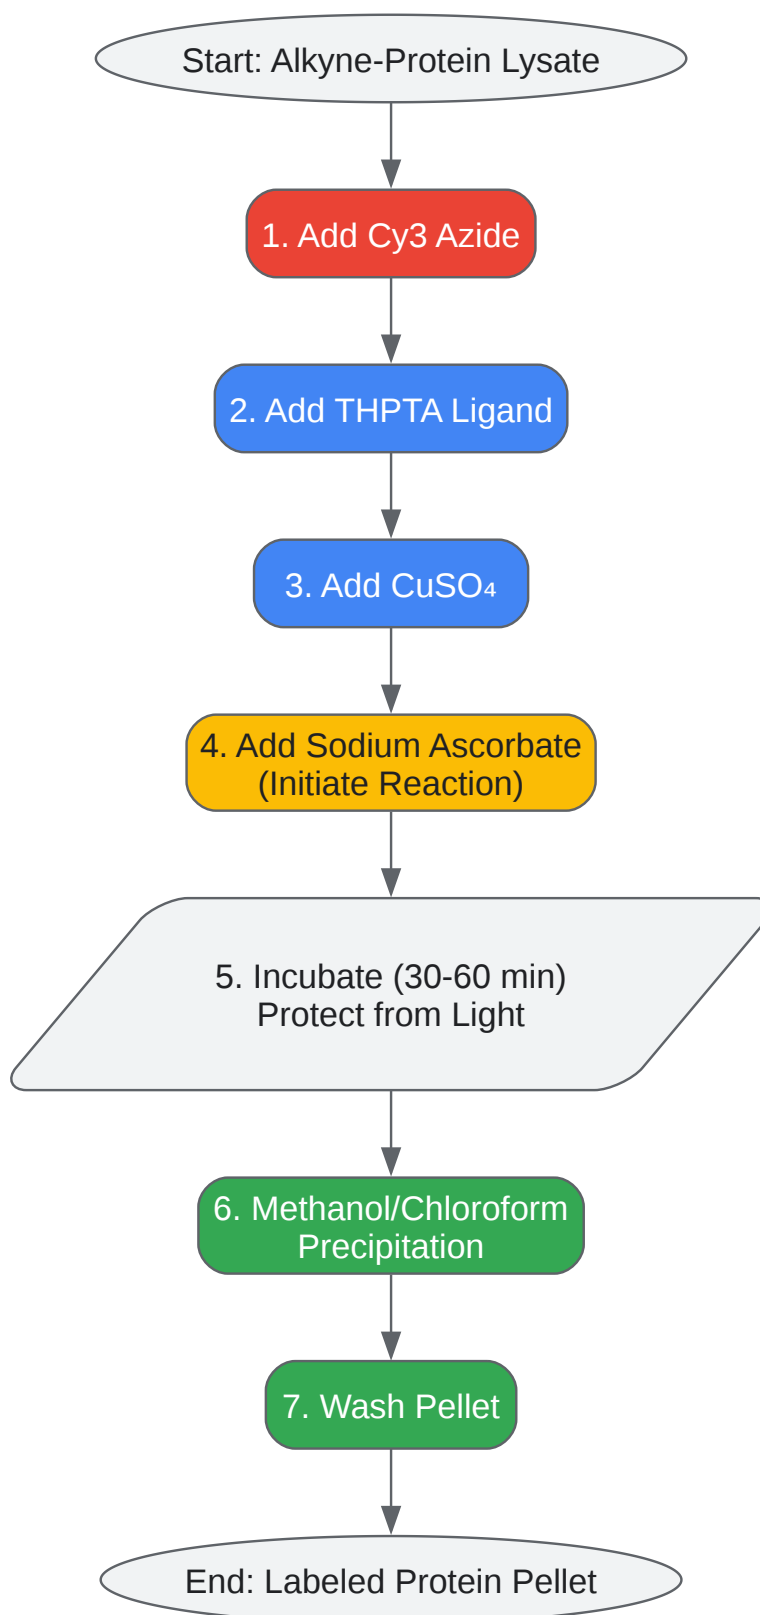 Start: Alkyne-Protein Lysate
1. Add Cy3 Azide
2. Add THPTA Ligand
3. Add CuSO₄
4. Add Sodium Ascorbate
(Initiate Reaction)
5. Incubate (30-60 min)
Protect from Light
6. Methanol/Chloroform
Precipitation
7. Wash Pellet
End: Labeled Protein Pellet